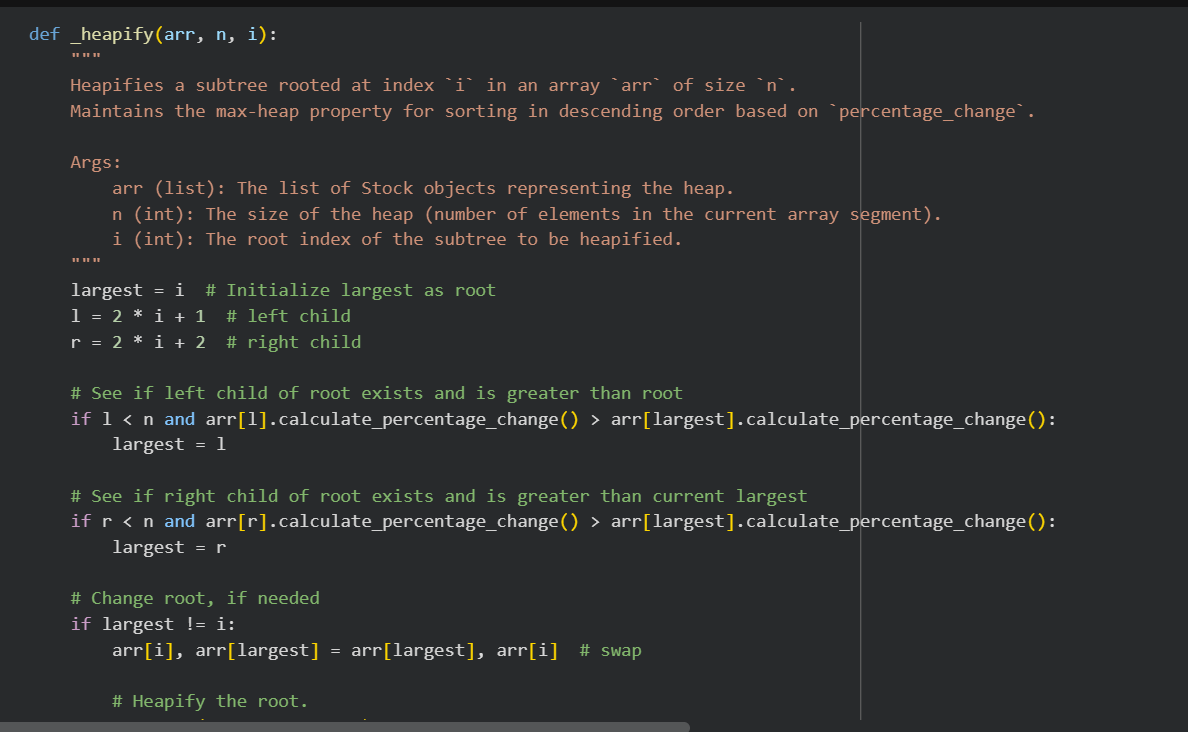 def _heapify(arr, n, i):
    """
    Heapifies a subtree rooted at index `i` in an array `arr` of size `n`.
    Maintains the max-heap property for sorting in descending order based on `percentage_change`.

    Args:
        arr (list): The list of Stock objects representing the heap.
        n (int): The size of the heap (number of elements in the current array segment).
        i (int): The root index of the subtree to be heapified.
    """
    largest = i  # Initialize largest as root
    l = 2 * i + 1  # left child
    r = 2 * i + 2  # right child

    # See if left child of root exists and is greater than root
    if l < n and arr[l].calculate_percentage_change() > arr[largest].calculate_percentage_change():
        largest = l

    # See if right child of root exists and is greater than current largest
    if r < n and arr[r].calculate_percentage_change() > arr[largest].calculate_percentage_change():
        largest = r

    # Change root, if needed
    if largest != i:
        arr[i], arr[largest] = arr[largest], arr[i]  # swap

        # Heapify the root.